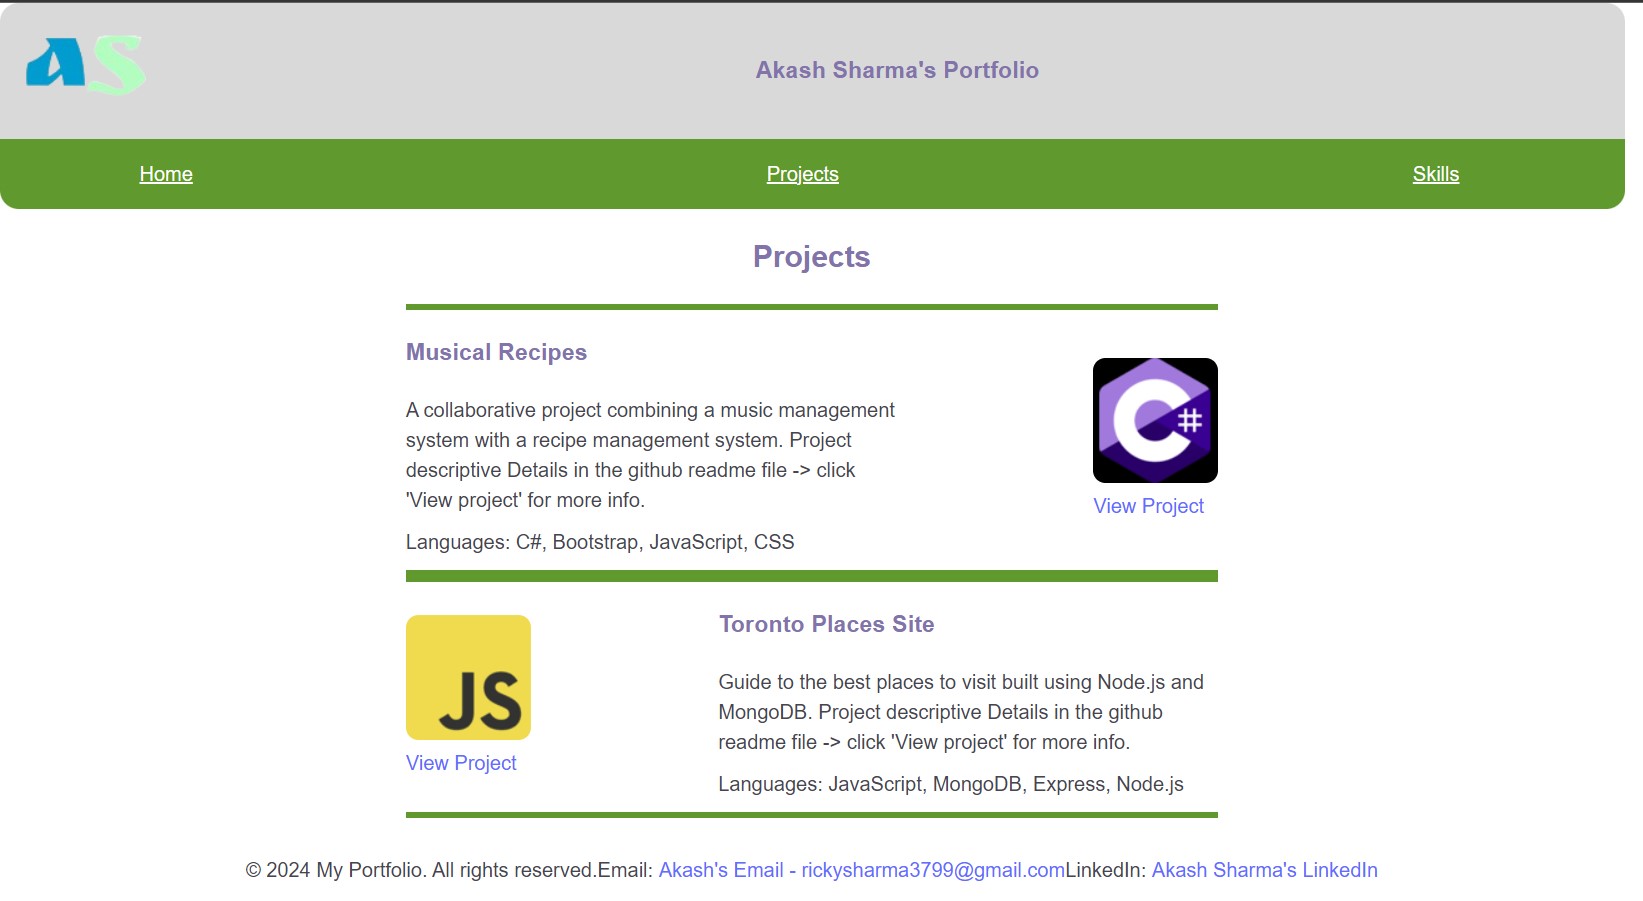 AS
Akash Sharma's Portfolio
Home
Projects
Skills
Projects
Musical Recipes
A collaborative project combining a music management
system with a recipe management system. Project
descriptive Details in the github readme file -> click
'View project' for more info.
Languages: C#, Bootstrap, JavaScript, CSS
C#
View Project
JS
View Project
Toronto Places Site
Guide to the best places to visit built using Node.js and
MongoDB. Project descriptive Details in the github
readme file -> click 'View project' for more info.
Languages: JavaScript, MongoDB, Express, Node.js
© 2024 My Portfolio. All rights reserved.Email: Akash's Email - rickysharma3799@gmail.comLinkedIn: Akash Sharma's LinkedIn